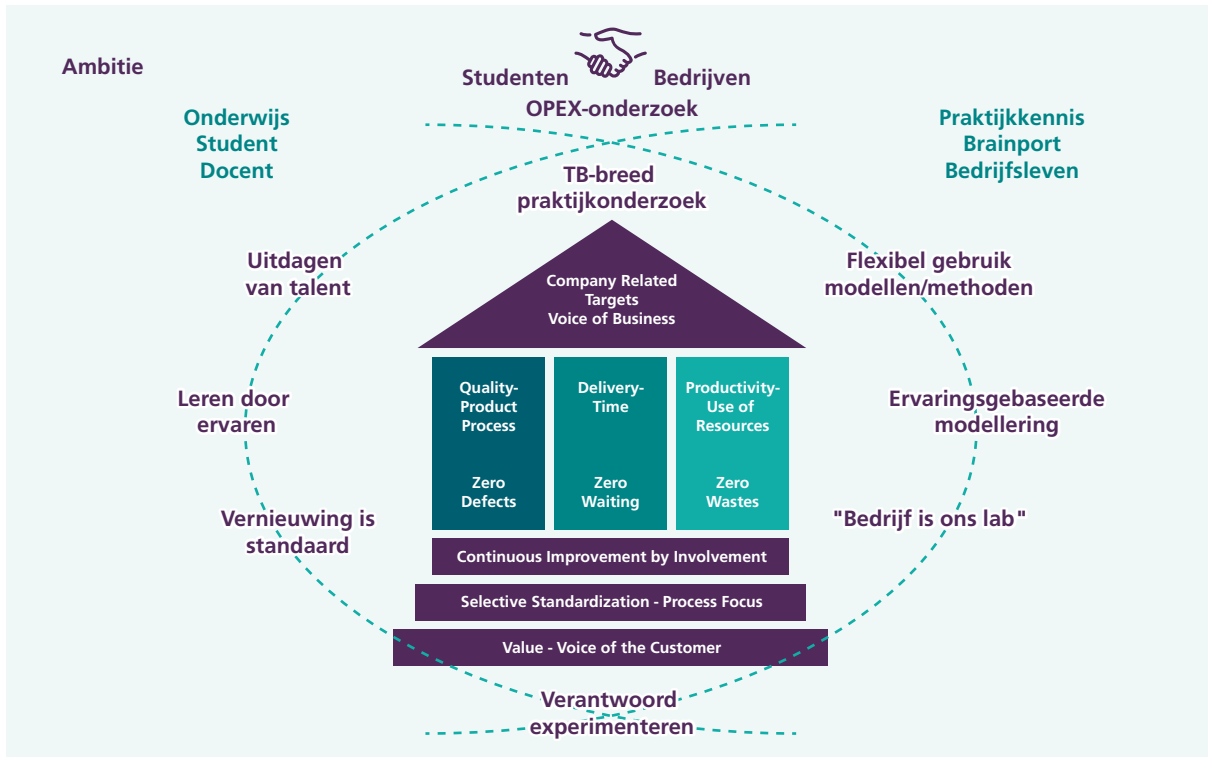 Ambitie
Studenten
Bedrijven
OPEX-onderzoek
Onderwijs
Student
Docent
Praktijkkennis
Brainport
Bedrijfsleven
TB-breed
praktijkonderzoek
Uitdagen
van talent
Flexibel gebruik
modellen/methoden
Company Related
Targets
Voice of Business
Leren door
ervaren
Quality-
Product
Process
Zero
Defects
Delivery-
Time
Zero
Waiting
Productivity-
Use of
Resources
Zero
Wastes
Ervaringsgebaseerde
modellering
Vernieuwing is
standaard
"Bedrijf is ons lab"
Continuous Improvement by Involvement
Selective Standardization - Process Focus
Value - Voice of the Customer
Verantwoord
experimenteren